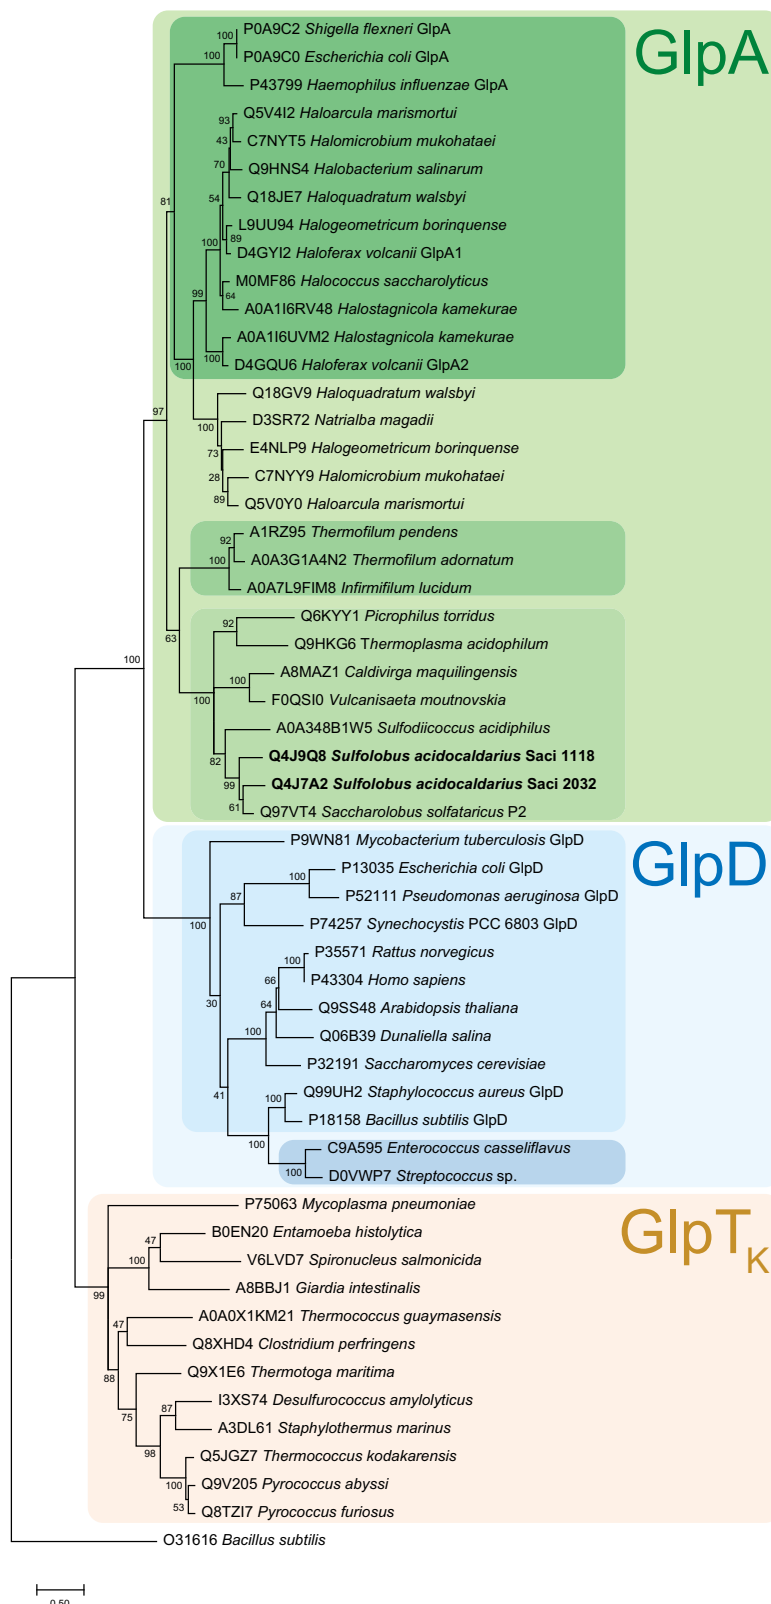 GlpA
P0A9C2 Shigella flexneri GlpA
100
P0A9C0 Escherichia coli GlpA
100
P43799 Haemophilus influenzae GlpA
Q5V4I2 Haloarcula marismortui
93
C7NYT5 Halomicrobium mukohataei
43
Q9HNS4 Halobacterium salinarum
70
Q18JE7 Haloquadratum walsbyi
54
81
L9UU94 Halogeometricum borinquense
89
100
D4GYI2 Haloferax volcanii GlpA1
M0MF86 Halococcus saccharolyticus
99
64
A0A1I6RV48 Halostagnicola kamekurae
A0A1I6UVM2 Halostagnicola kamekurae
100
100
D4GQU6 Haloferax volcanii GlpA2
Q18GV9 Haloquadratum walsbyi
97
D3SR72 Natrialba magadii
100
E4NLP9 Halogeometricum borinquense
73
C7NYY9 Halomicrobium mukohataei
28
89
Q5V0Y0 Haloarcula marismortui
A1RZ95 Thermofilum pendens
92
A0A3G1A4N2 Thermofilum adornatum
100
A0A7L9FIM8 Infirmifilum lucidum
Q6KYY1 Picrophilus torridus
92
63
Q9HKG6 Thermoplasma acidophilum
100
A8MAZ1 Caldivirga maquilingensis
100
100
F0QSI0 Vulcanisaeta moutnovskia
A0A348B1W5 Sulfodiicoccus acidiphilus
82
Q4J9Q8 Sulfolobus acidocaldarius Saci 1118
99
Q4J7A2 Sulfolobus acidocaldarius Saci 2032
61
Q97VT4 Saccharolobus solfataricus P2
GlpD
P9WN81 Mycobacterium tuberculosis GlpD
P13035 Escherichia coli GlpD
100
87
P52111 Pseudomonas aeruginosa GlpD
100
P74257 Synechocystis PCC 6803 GlpD
P35571 Rattus norvegicus
100
66
P43304 Homo sapiens
30
64
Q9SS48 Arabidopsis thaliana
100
Q06B39 Dunaliella salina
P32191 Saccharomyces cerevisiae
41
Q99UH2 Staphylococcus aureus GlpD
100
P18158 Bacillus subtilis GlpD
100
C9A595 Enterococcus casseliflavus
100
D0VWP7 Streptococcus sp.
GlpTK
P75063 Mycoplasma pneumoniae
B0EN20 Entamoeba histolytica
47
V6LVD7 Spironucleus salmonicida
100
99
A8BBJ1 Giardia intestinalis
A0A0X1KM21 Thermococcus guaymasensis
47
Q8XHD4 Clostridium perfringens
88
Q9X1E6 Thermotoga maritima
I3XS74 Desulfurococcus amylolyticus
87
75
A3DL61 Staphylothermus marinus
98
Q5JGZ7 Thermococcus kodakarensis
100
Q9V205 Pyrococcus abyssi
53
Q8TZI7 Pyrococcus furiosus
O31616 Bacillus subtilis
0.50